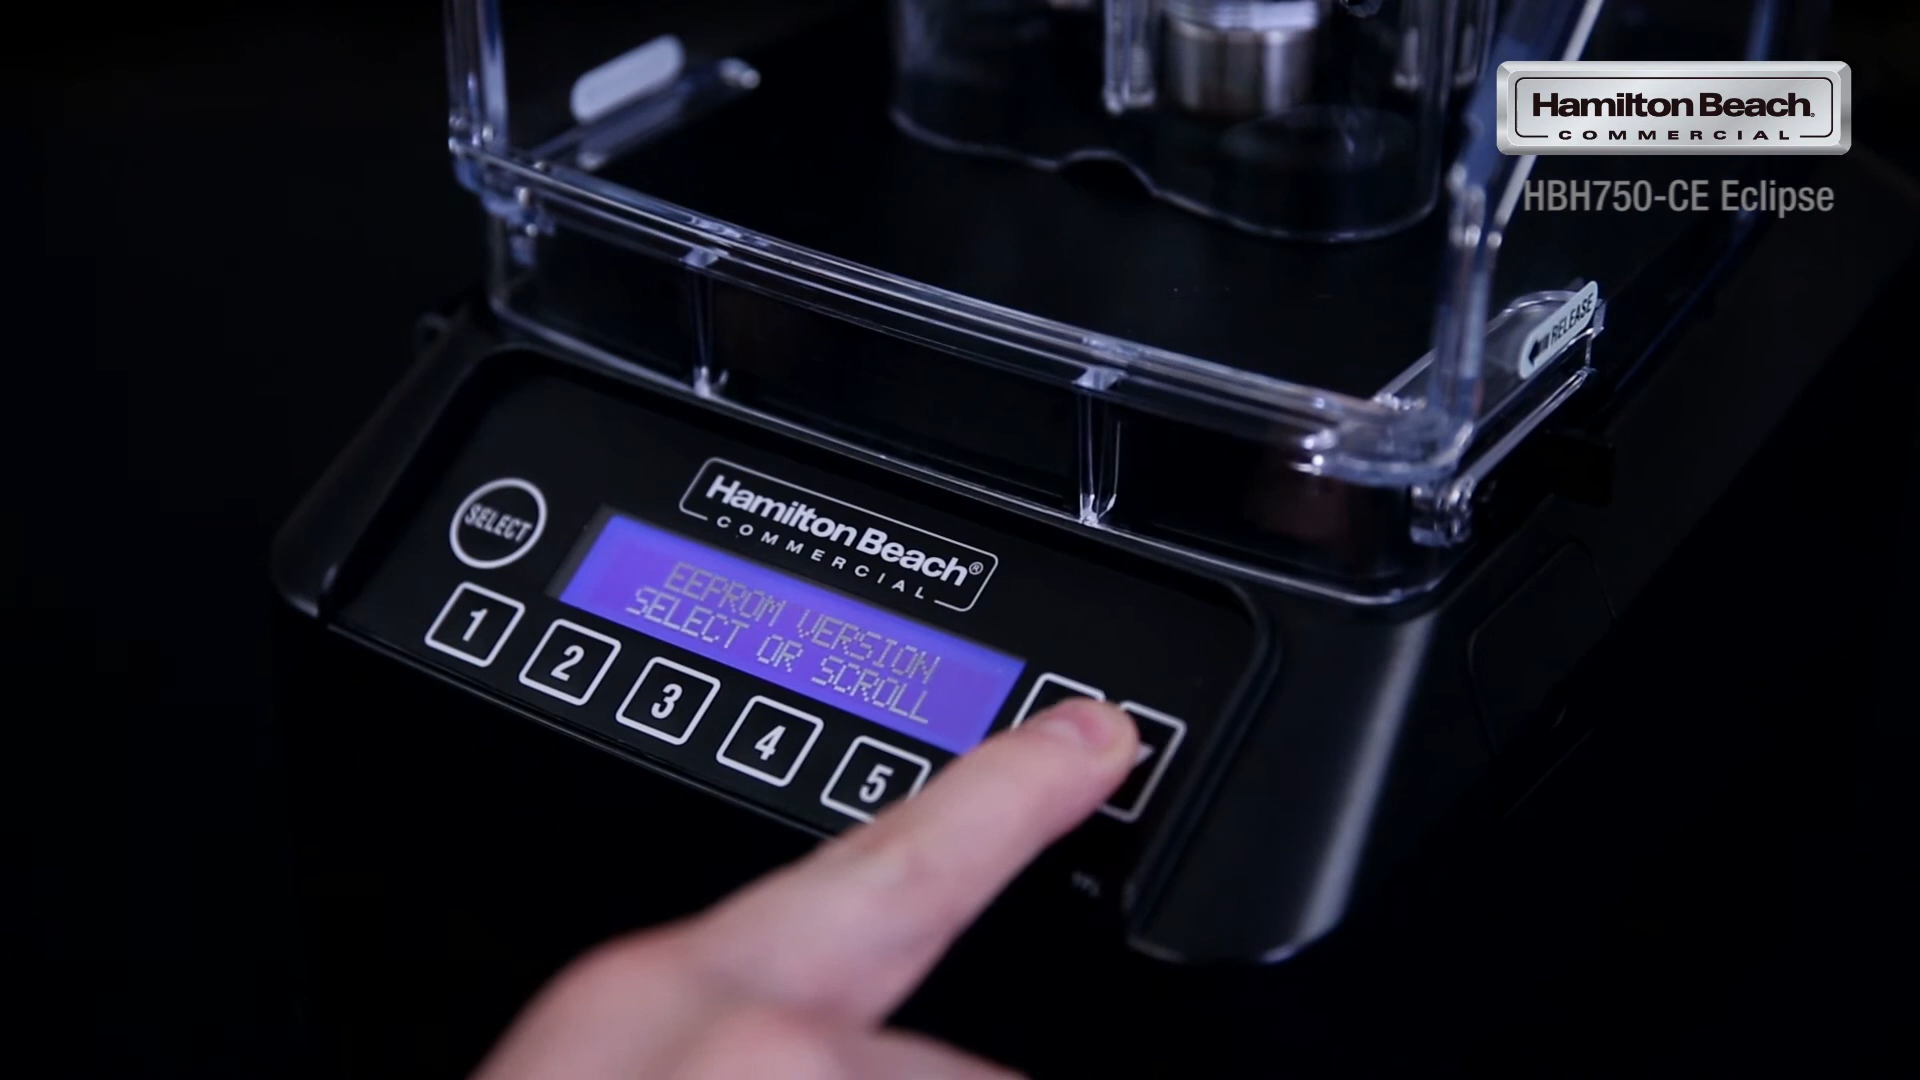 Hamilton Beach
COMMERCIAL
HBH750-CE Eclipse
RELEASE
Hamilton Beach®
COMMERCIAL
SELECT
EEPROM VERSION
SELECT OR SCROLL
1
2
3
4
5